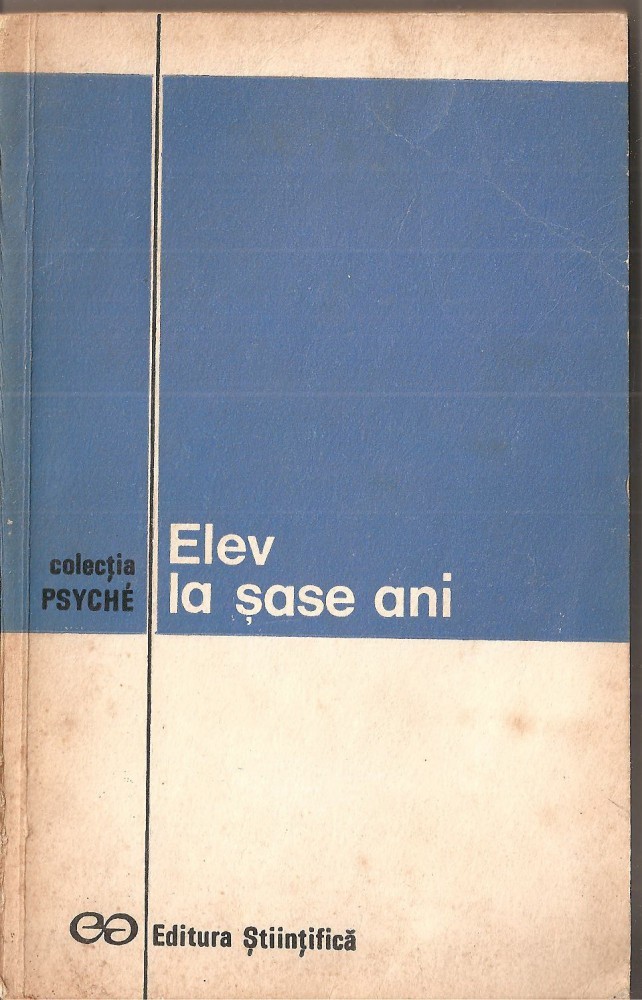 Elev
la șase ani
colecția
PSYCHÉ
Editura Științifică